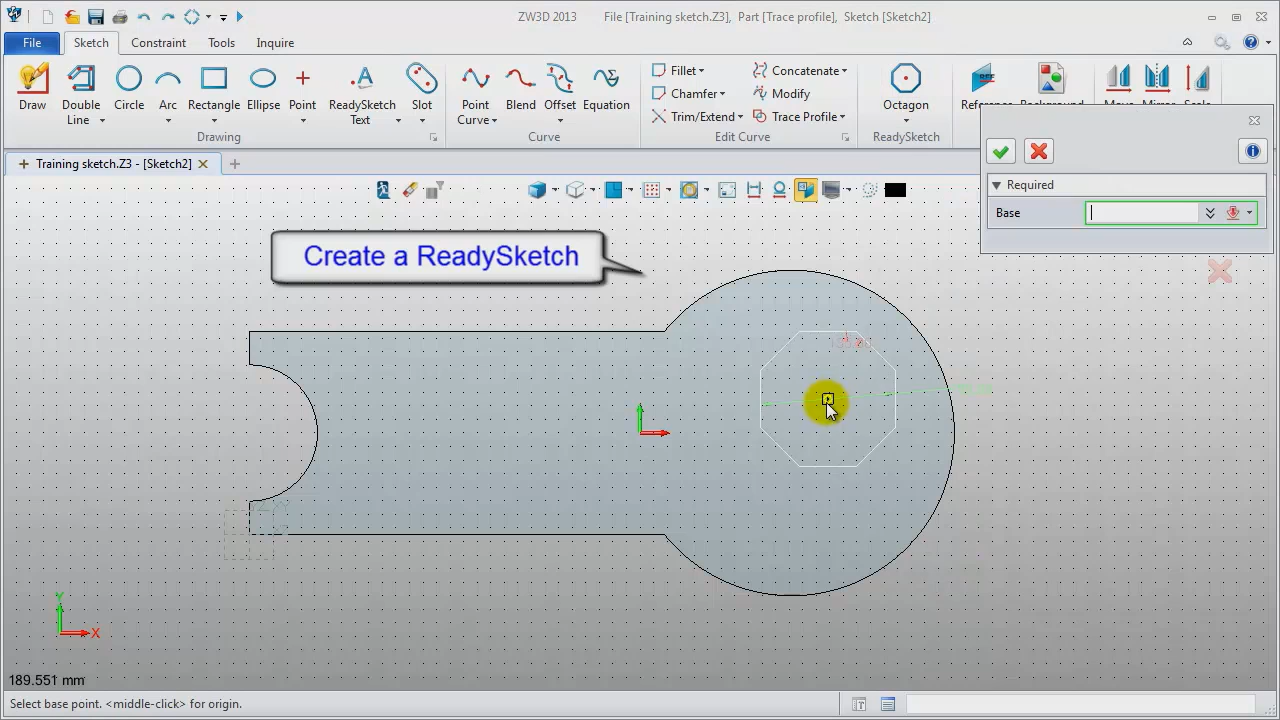 ZW3D 2013 File [Training sketch.Z3], Part [Trace profile], Sketch [Sketch2]
File Sketch Constraint Tools Inquire
Draw Double Line Circle Arc Rectangle Ellipse Point ReadySketch Text Slot
Point Curve Blend Offset Equation
Fillet Concatenate
Chamfer Modify
Trim/Extend Trace Profile
Octagon
Drawing Curve Edit Curve ReadySketch
Training sketch.Z3 - [Sketch2]
Required
Base
Create a ReadySketch
Y
X
189.551 mm
Select base point. <middle-click> for origin.